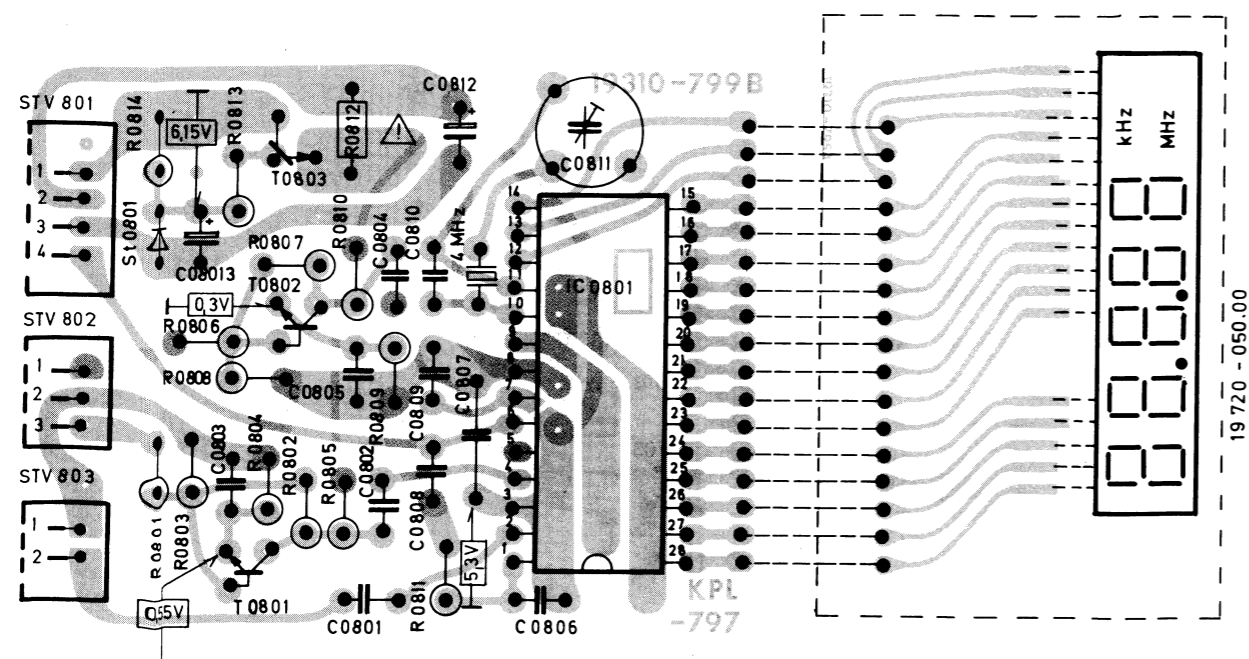 19310-799B
STV 801
1
2
3
4
R0814
6,15V
R0813
T0803
R0812
C0812
+
C0811
St0801
+
C08013
R0807
R0810
C0804
C0810
4 MHz
T0802
0,3V
STV 802
1
2
3
R0806
R0808
C0805
R0809
C0809
C0807
+
STV 803
1
2
R0801
R0803
C0803
R0804
R0802
R0805
C0802
C0808
0,55V
T0801
C0801
R0811
5,3V
C0806
IC0801
14
13
12
11
10
9
8
7
6
5
4
3
2
1
15
16
17
18
19
20
21
22
23
24
25
26
27
28
KPL
-797
kHz
MHz
19720-050.00